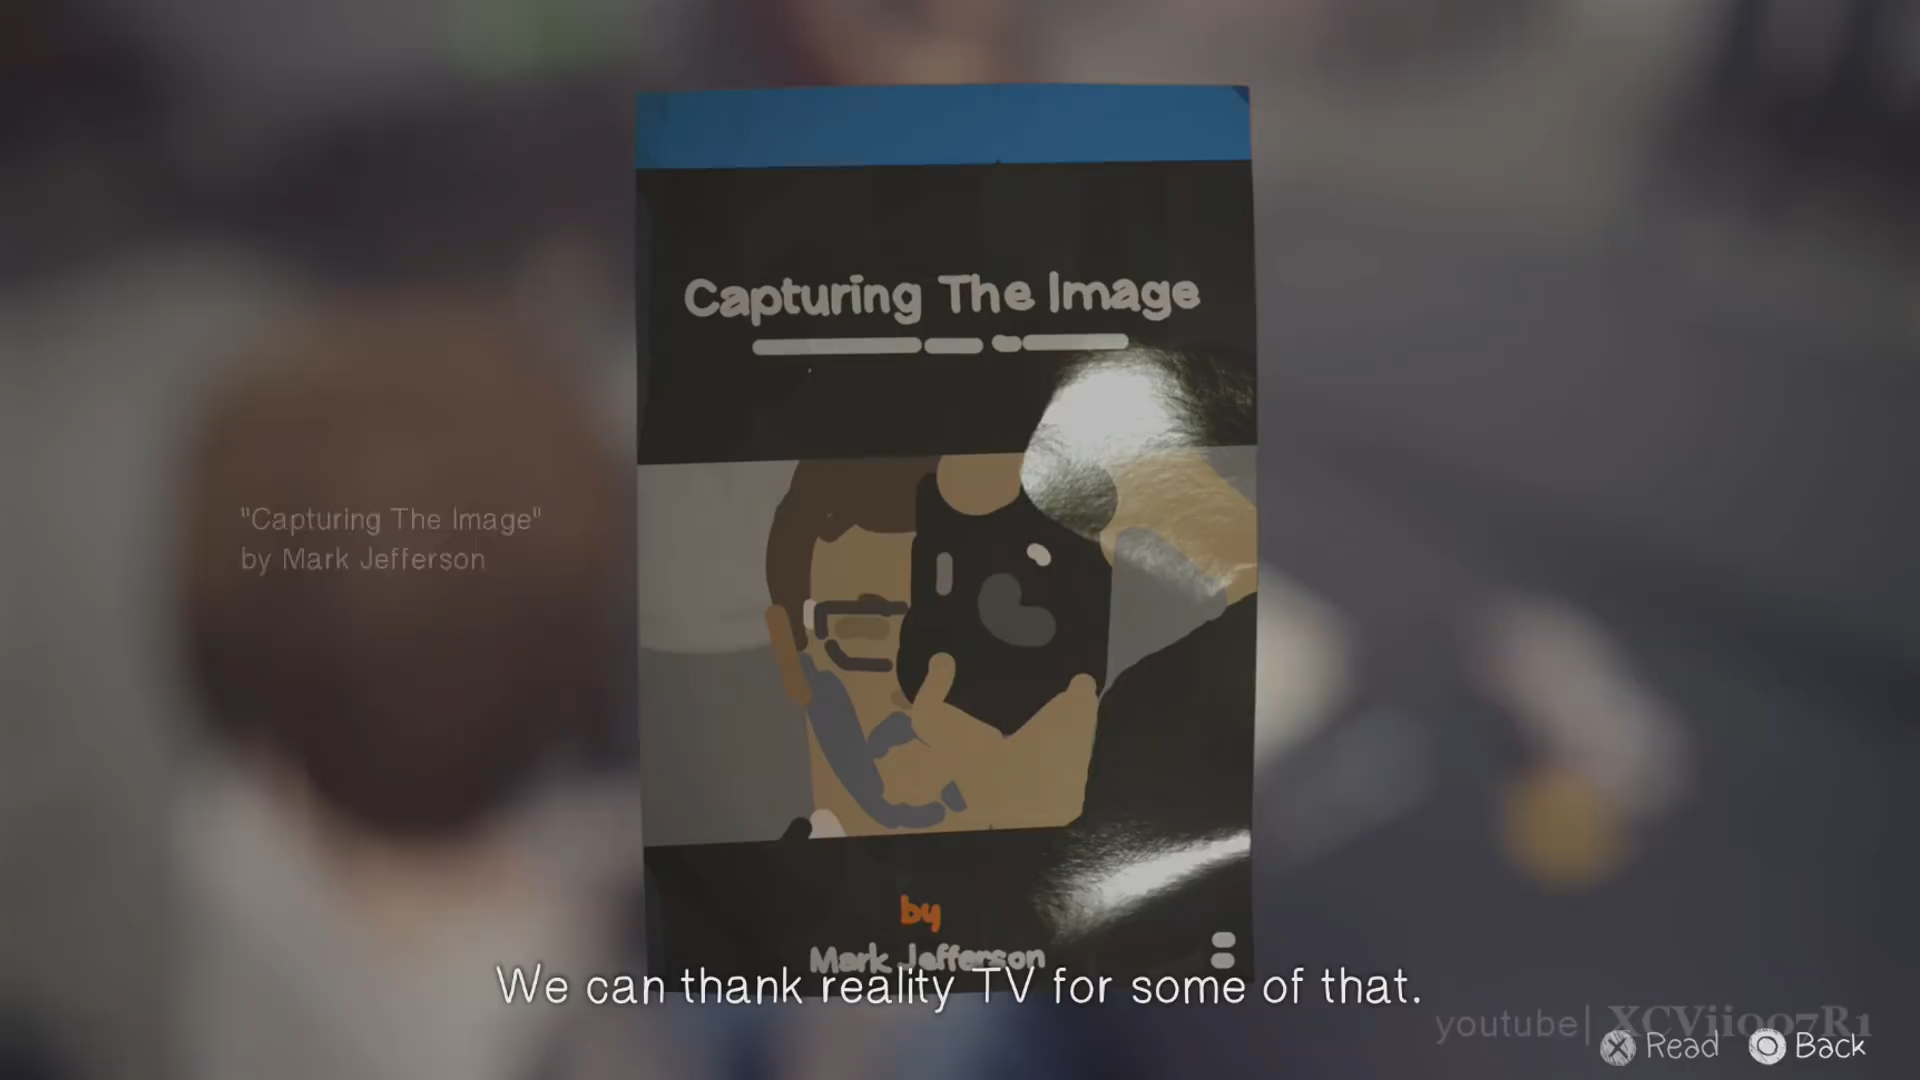 Capturing The Image
"Capturing The Image"
by Mark Jefferson
by
Mark Jefferson
We can thank reality TV for some of that.
youtube| XCVii007R1
Read
Back